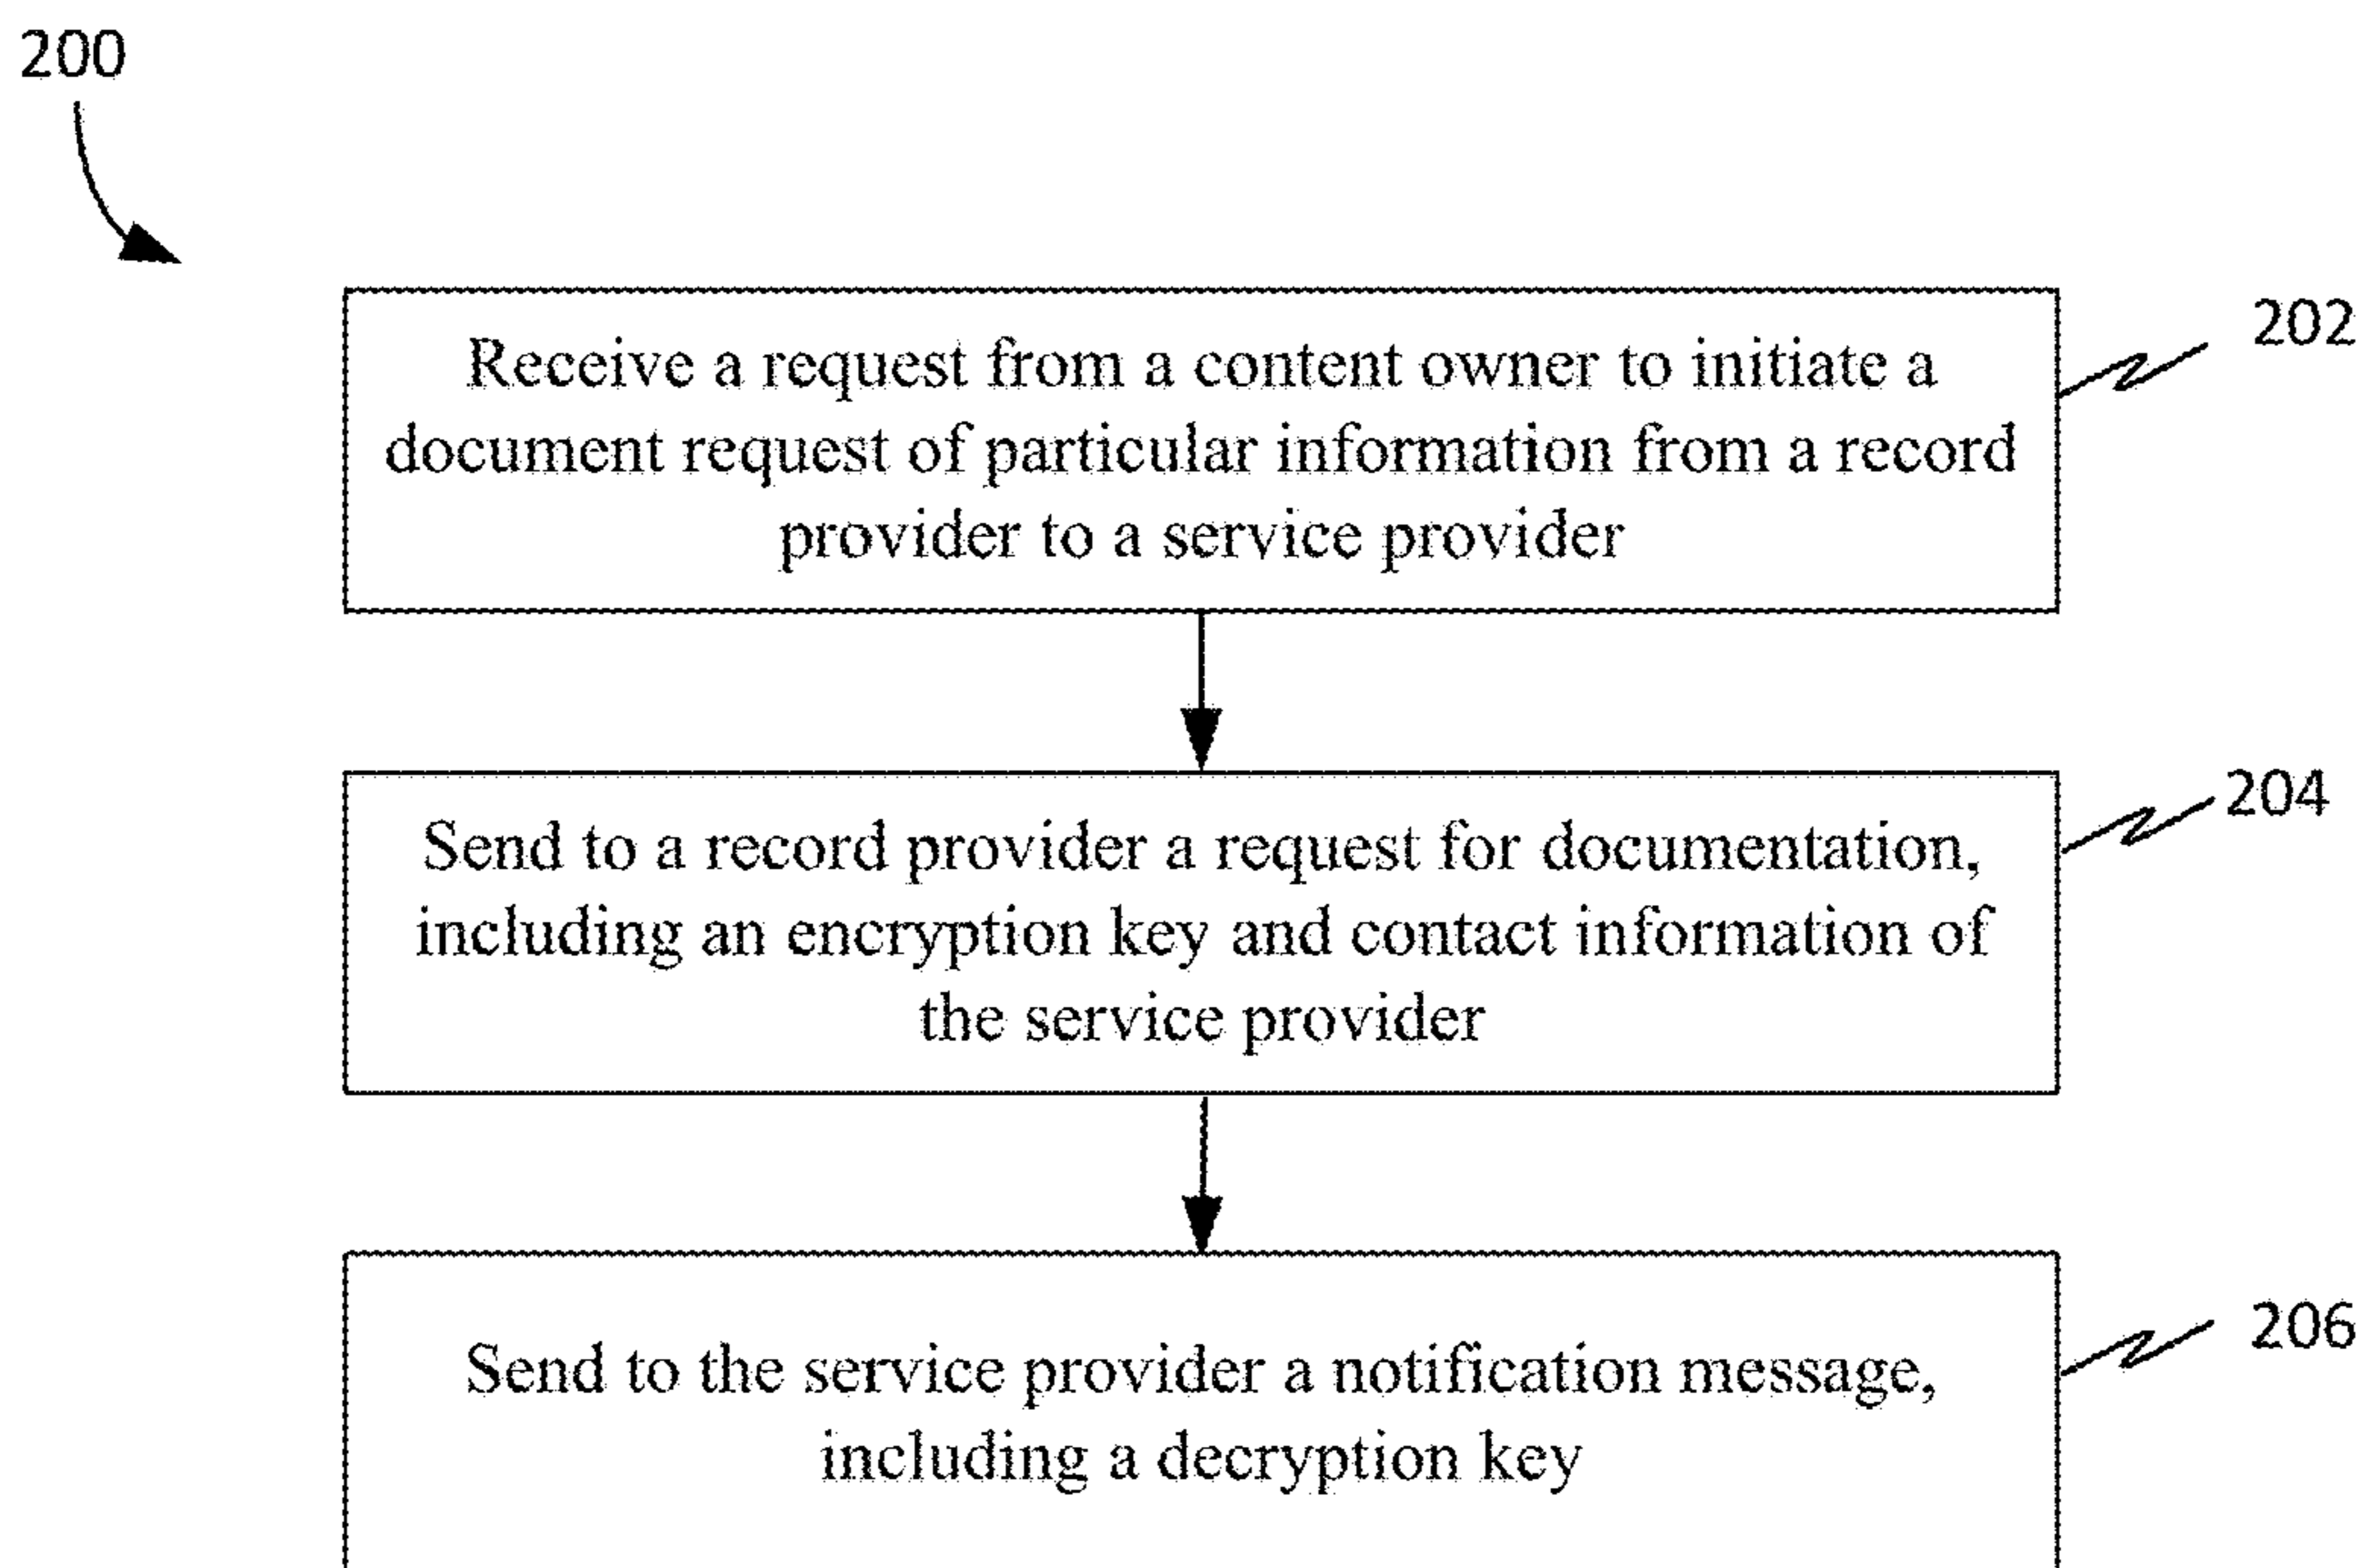 200
202
Receive a request from a content owner to initiate a
document request of particular information from a record
provider to a service provider
204
Send to a record provider a request for documentation,
including an encryption key and contact information of
the service provider
206
Send to the service provider a notification message,
including a decryption key